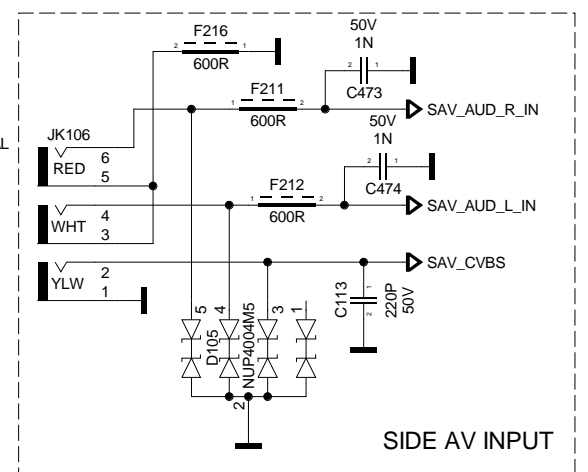 F216
2 1
600R
50V
1N
2 1
C473
F211
1 2
600R
SAV_AUD_R_IN
AL
JK106
RED
6
5
50V
1N
2 1
C474
F212
1 2
600R
SAV_AUD_L_IN
WHT
4
3
YLW
2
1
SAV_CVBS
C113
1
2
220P
50V
5
4
3
1
D105
NUP4004M5
2
SIDE AV INPUT